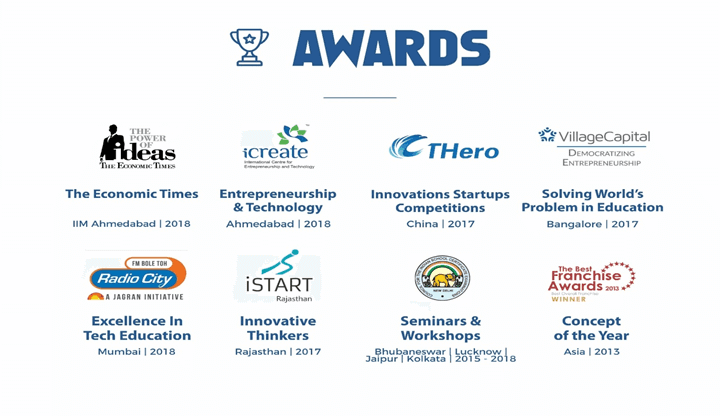 AWARDS
THE
POWER
OF
Ideas
THE ECONOMIC TIMES
The Economic Times
IIM Ahmedabad | 2018
icreate
International Centre for
Entrepreneurship and Technology
Entrepreneurship
& Technology
Ahmedabad | 2018
THero
Innovations Startups
Competitions
China | 2017
VillageCapital
DEMOCRATIZING
ENTREPRENEURSHIP
Solving World's
Problem in Education
Bangalore | 2017
FM BOLE TOH
Radio City
A JAGRAN INITIATIVE
Excellence In
Tech Education
Mumbai | 2018
iSTART
Rajasthan
Innovative
Thinkers
Rajasthan | 2017
NEW DELHI
Seminars &
Workshops
Bhubaneswar | Lucknow |
Jaipur | Kolkata | 2015 - 2018
The Best
Franchise
Awards 2013
WINNER
Concept
of the Year
Asia | 2013